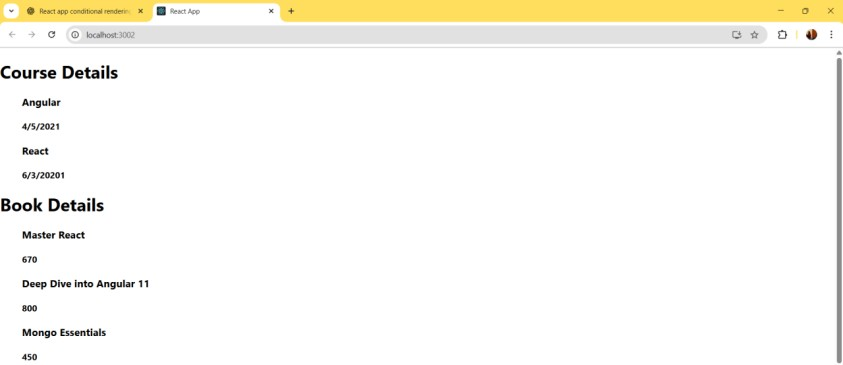 React app conditional rendering
React App
localhost:3002
Course Details
Angular
4/5/2021
React
6/3/20201
Book Details
Master React
670
Deep Dive into Angular 11
800
Mongo Essentials
450